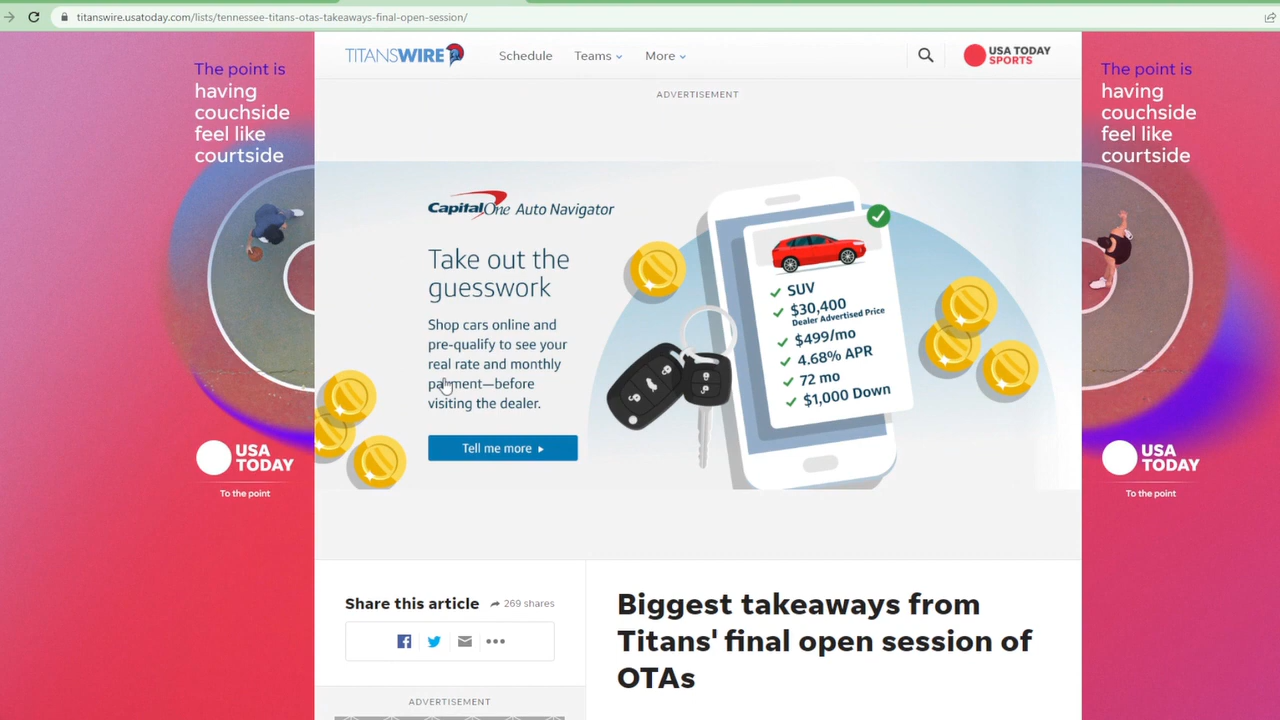 titanswire.usatoday.com/lists/tennessee-titans-otas-takeaways-final-open-session/
TITANSWIRE
Schedule
Teams
More
USA TODAY
SPORTS
ADVERTISEMENT
The point is
having
couchside
feel like
courtside
USA
TODAY
To the point
Capital One Auto Navigator
Take out the
guesswork
Shop cars online and
pre-qualify to see your
real rate and monthly
payment—before
visiting the dealer.
Tell me more
SUV
$30,400
Dealer Advertised Price
$499/mo
4.68% APR
72 mo
$1,000 Down
The point is
having
couchside
feel like
courtside
USA
TODAY
To the point
Share this article
269 shares
ADVERTISEMENT
Biggest takeaways from
Titans' final open session of
OTAs